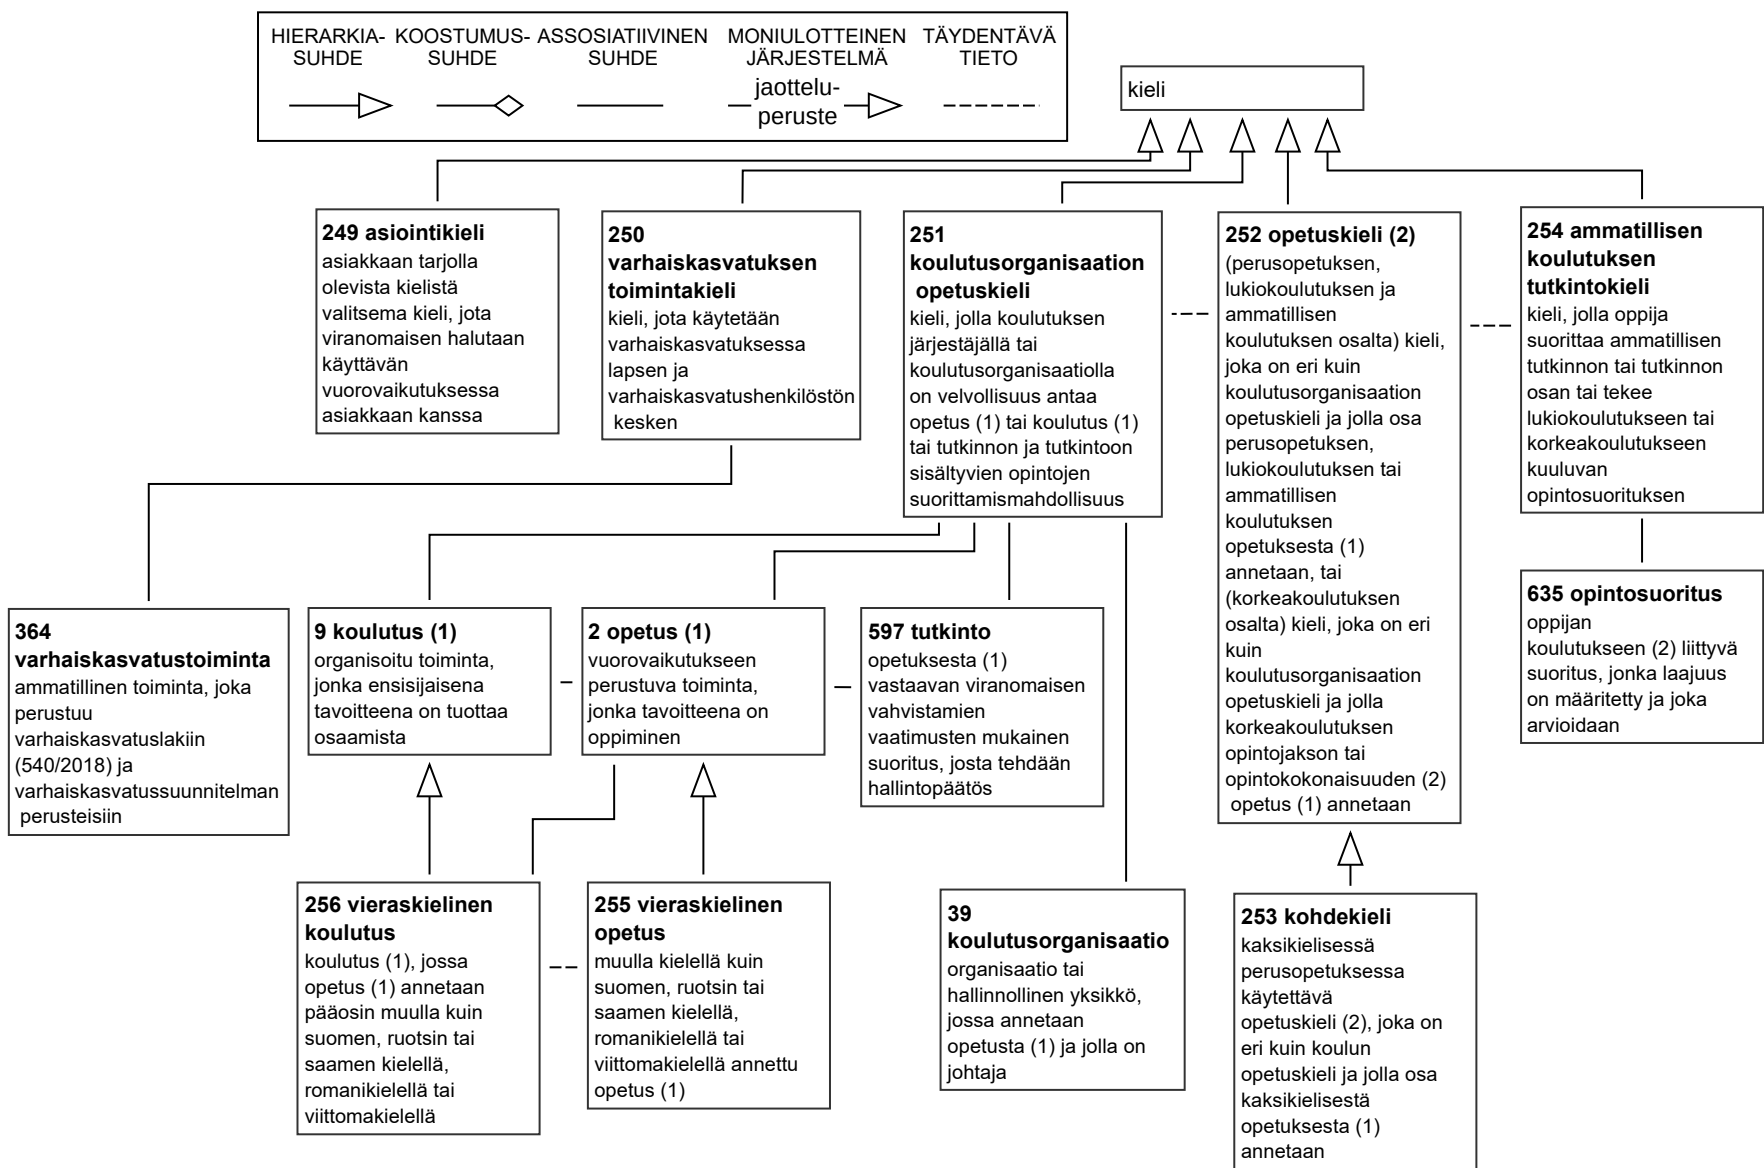 HIERARKIA-
SUHDE
KOOSTUMUS-
SUHDE
ASSOSIATIIVINEN
SUHDE
MONIULOTTEINEN
JÄRJESTELMÄ
jaottelu-
peruste
TÄYDENTÄVÄ
TIETO
kieli
249 asiointikieli
asiakkaan tarjolla
olevista kielistä
valitsema kieli, jota
viranomaisen halutaan
käyttävän
vuorovaikutuksessa
asiakkaan kanssa
250
varhaiskasvatuksen
toimintakieli
kieli, jota käytetään
varhaiskasvatuksessa
lapsen ja
varhaiskasvatushenkilöstön
kesken
251
koulutusorganisaation
opetuskieli
kieli, jolla koulutuksen
järjestäjällä tai
koulutusorganisaatiolla
on velvollisuus antaa
opetus (1) tai koulutus (1)
tai tutkinnon ja tutkintoon
sisältyvien opintojen
suorittamismahdollisuus
252 opetuskieli (2)
(perusopetuksen,
lukiokoulutuksen ja
ammatillisen
koulutuksen osalta) kieli,
joka on eri kuin
koulutusorganisaation
opetuskieli ja jolla osa
perusopetuksen,
lukiokoulutuksen tai
ammatillisen
koulutuksen
opetuksesta (1)
annetaan, tai
(korkeakoulutuksen
osalta) kieli, joka on eri
kuin
koulutusorganisaation
opetuskieli ja jolla
korkeakoulutuksen
opintojakson tai
opintokokonaisuuden (2)
opetus (1) annetaan
254 ammatillisen
koulutuksen
tutkintokieli
kieli, jolla oppija
suorittaa ammatillisen
tutkinnon tai tutkinnon
osan tai tekee
lukiokoulutukseen tai
korkeakoulutukseen
kuuluvan
opintosuorituksen
364
varhaiskasvatustoiminta
ammatillinen toiminta, joka
perustuu
varhaiskasvatuslakiin
(540/2018) ja
varhaiskasvatussuunnitelman
perusteisiin
9 koulutus (1)
organisoitu toiminta,
jonka ensisijaisena
tavoitteena on tuottaa
osaamista
2 opetus (1)
vuorovaikutukseen
perustuva toiminta,
jonka tavoitteena on
oppiminen
597 tutkinto
opetuksesta (1)
vastaavan viranomaisen
vahvistamien
vaatimusten mukainen
suoritus, josta tehdään
hallintopäätös
635 opintosuoritus
oppijan
koulutukseen (2) liittyvä
suoritus, jonka laajuus
on määritetty ja joka
arvioidaan
256 vieraskielinen
koulutus
koulutus (1), jossa
opetus (1) annetaan
pääosin muulla kuin
suomen, ruotsin tai
saamen kielellä,
romanikielellä tai
viittomakielellä
255 vieraskielinen
opetus
muulla kielellä kuin
suomen, ruotsin tai
saamen kielellä,
romanikielellä tai
viittomakielellä annettu
opetus (1)
39
koulutusorganisaatio
organisaatio tai
hallinnollinen yksikkö,
jossa annetaan
opetusta (1) ja jolla on
johtaja
253 kohdekieli
kaksikielisessä
perusopetuksessa
käytettävä
opetuskieli (2), joka on
eri kuin koulun
opetuskieli ja jolla osa
kaksikielisestä
opetuksesta (1)
annetaan